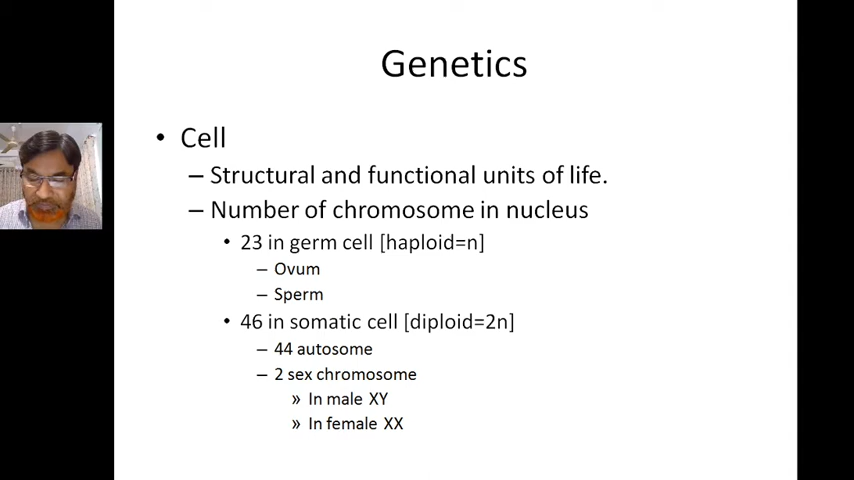 Genetics
• Cell
– Structural and functional units of life.
– Number of chromosome in nucleus
• 23 in germ cell [haploid=n]
– Ovum
– Sperm
• 46 in somatic cell [diploid=2n]
– 44 autosome
– 2 sex chromosome
» In male XY
» In female XX